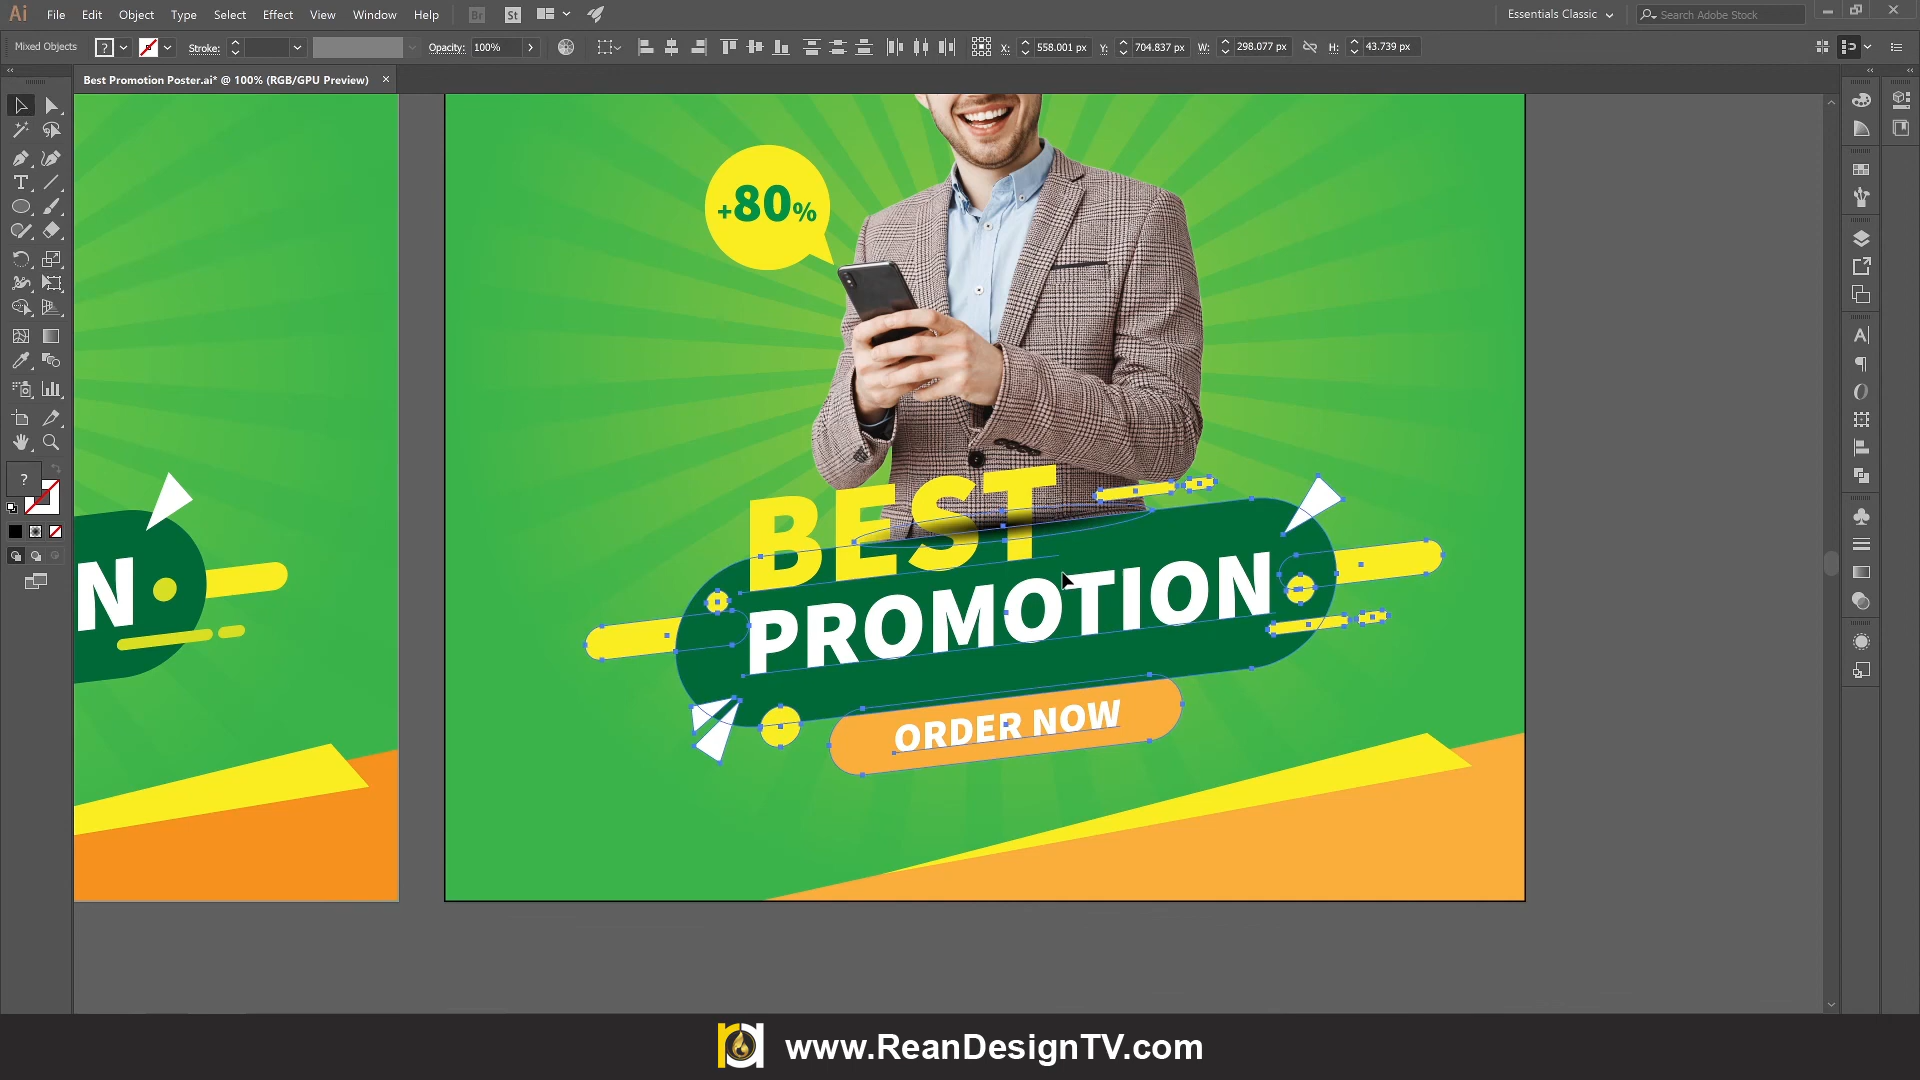 Ai File Edit Object Type Select Effect View Window Help Br St Essentials Classic Search Adobe Stock
Mixed Objects ? Stroke: Opacity: 100% X: 558.001 px Y: 704.837 px W: 298.077 px H: 43.739 px
Best Promotion Poster.ai* @ 100% (RGB/GPU Preview) ×
+80%
BEST
PROMOTION
N
ORDER NOW
?
www.ReanDesignTV.com